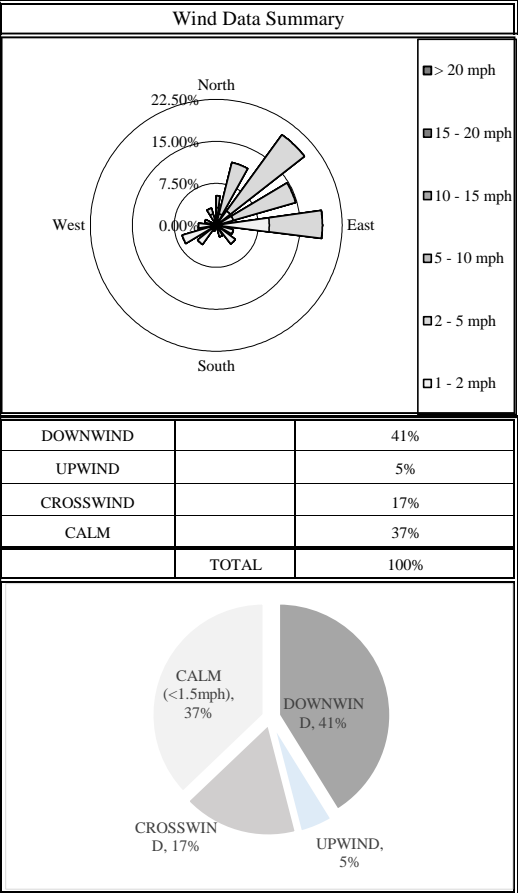 Wind Data Summary
North
22.50%
15.00%
7.50%
West
0.00%
East
South
> 20 mph
15 - 20 mph
10 - 15 mph
5 - 10 mph
2 - 5 mph
1 - 2 mph
DOWNWIND 41%
UPWIND 5%
CROSSWIND 17%
CALM 37%
TOTAL 100%
CALM
(<1.5mph),
37%
DOWNWIN
D, 41%
CROSSWIN
D, 17%
UPWIND,
5%